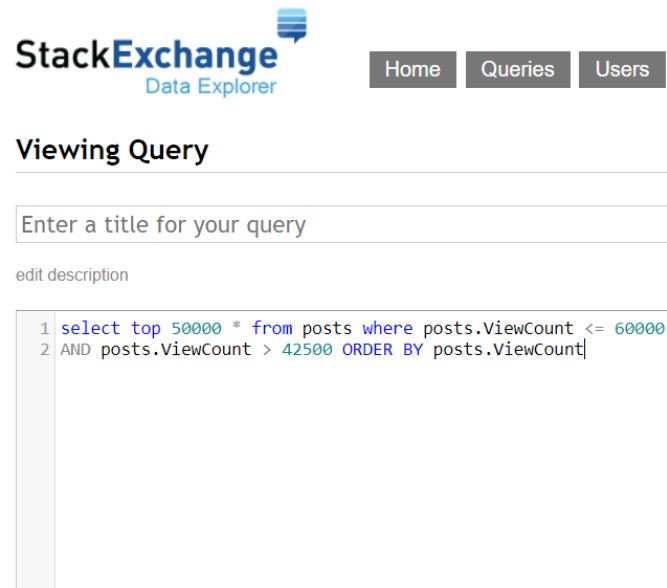 StackExchange
Data Explorer
Home Queries Users
Viewing Query
Enter a title for your query
edit description
1 select top 50000 * from posts where posts.ViewCount <= 60000
2 AND posts.ViewCount > 42500 ORDER BY posts.ViewCount